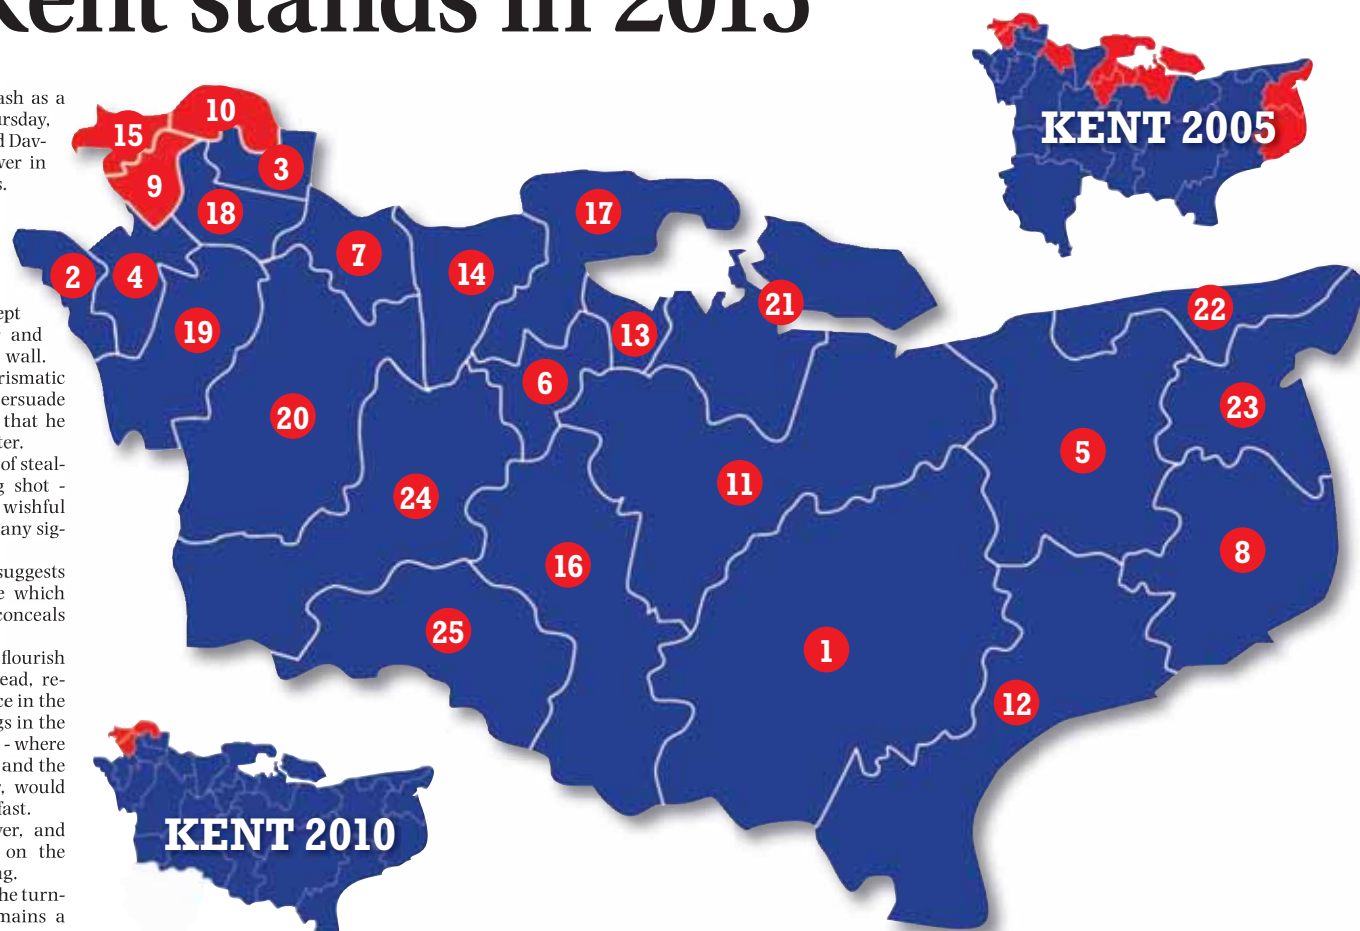 Kent stands in 2015
ash as a
ursday,
d Dav-
ver in
s.
ept
and
wall.
rismatic
ersuade
that he
ter.
of steal-
g shot -
wishful
any sig-
suggests
e which
conceals
flourish
ead, re-
ce in the
gs in the
- where
and the
, would
fast.
ver, and
on the
ng.
he turn-
mains a
KENT 2005
10
15
3
9
18
17
7
2
4
14
21
22
19
13
6
23
20
5
11
24
8
16
25
1
12
KENT 2010